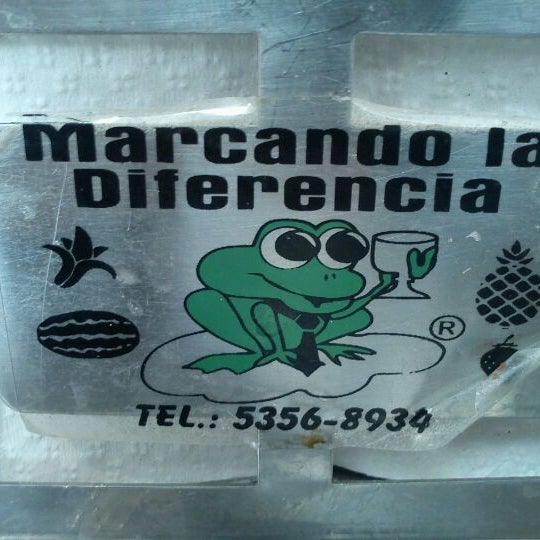 Marcando la
Diferencia
®
TEL.: 5356-8934